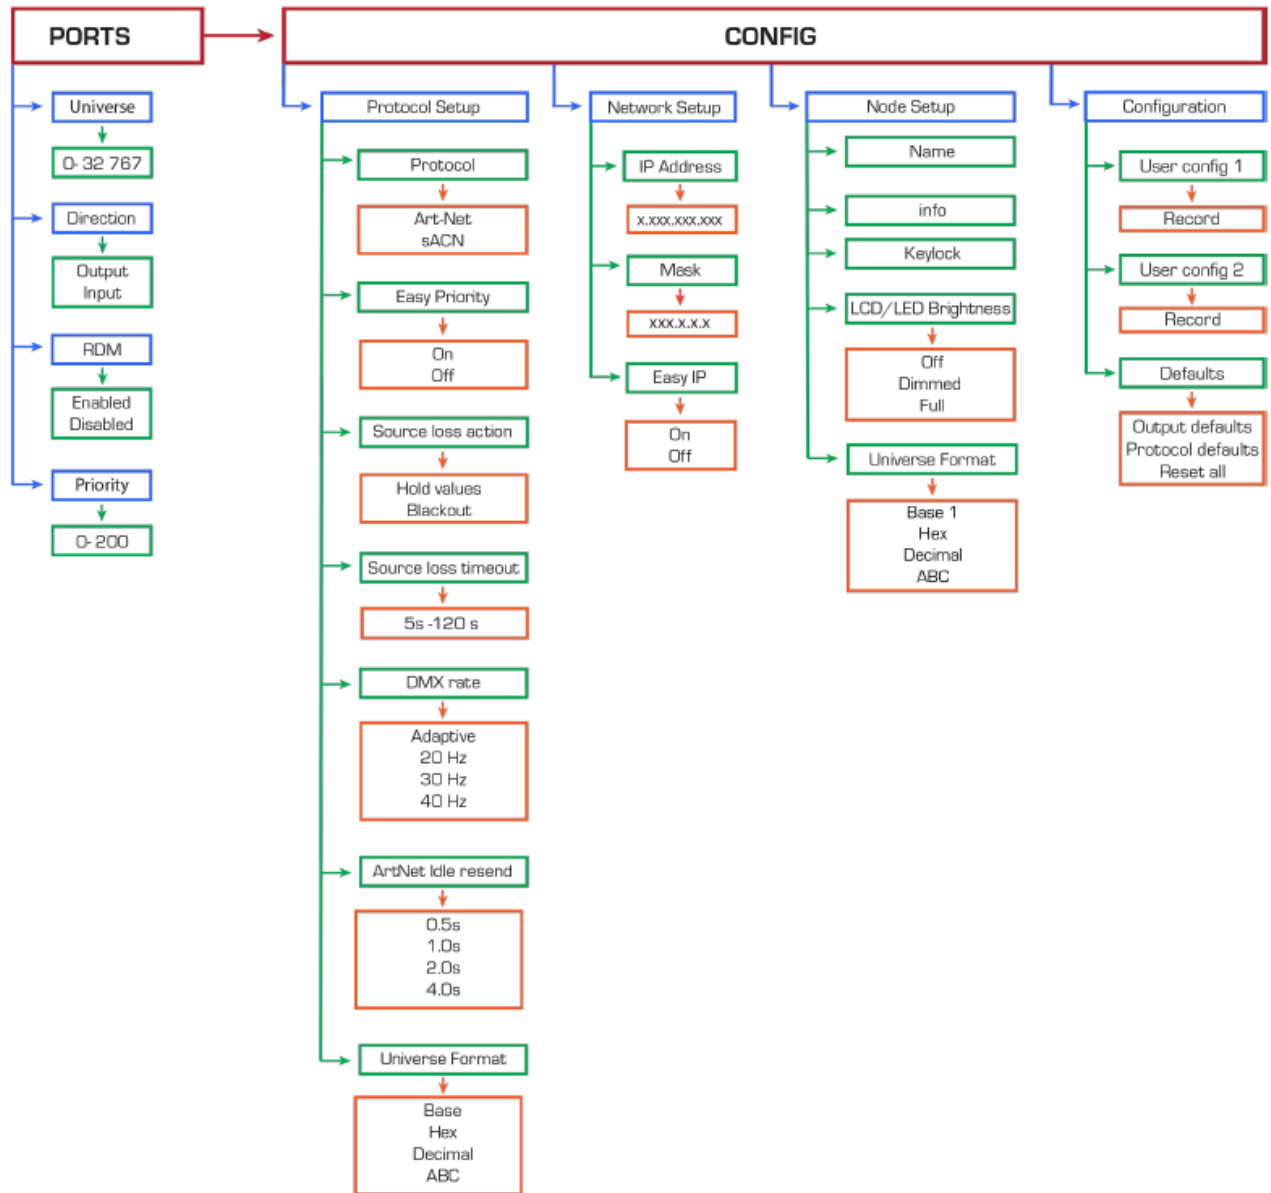 PORTS
Universe
0- 32 767
Direction
Output
Input
RDM
Enabled
Disabled
Priority
0- 200
CONFIG
Protocol Setup
Protocol
Art-Net
sACN
Easy Priority
On
Off
Source loss action
Hold values
Blackout
Source loss timeout
5s -120 s
DMX rate
Adaptive
20 Hz
30 Hz
40 Hz
ArtNet Idle resend
0.5s
1.0s
2.0s
4.0s
Universe Format
Base
Hex
Decimal
ABC
Network Setup
IP Address
x.xxx.xxx.xxx
Mask
xxx.x.x.x
Easy IP
On
Off
Node Setup
Name
info
Keylock
LCD/LED Brightness
Off
Dimmed
Full
Universe Format
Base 1
Hex
Decimal
ABC
Configuration
User config 1
Record
User config 2
Record
Defaults
Output defaults
Protocol defaults
Reset all